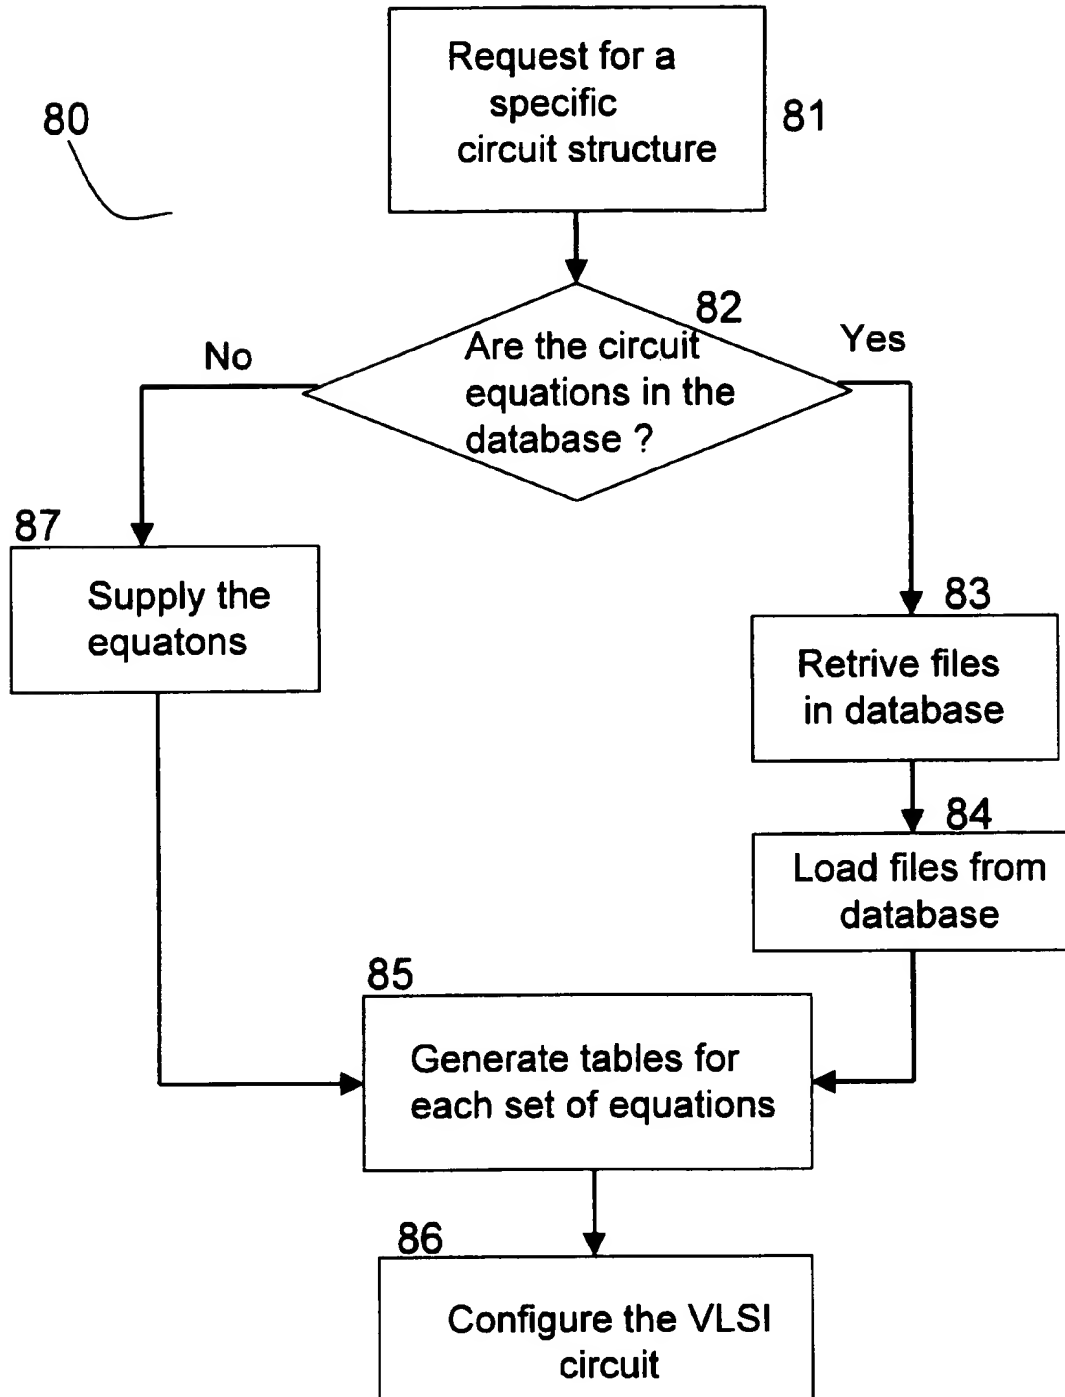 Request for a
specific
circuit structure
81
80
82
Are the circuit
equations in the
database ?
No
Yes
87
Supply the
equatons
83
Retrive files
in database
84
Load files from
database
85
Generate tables for
each set of equations
86
Configure the VLSI
circuit